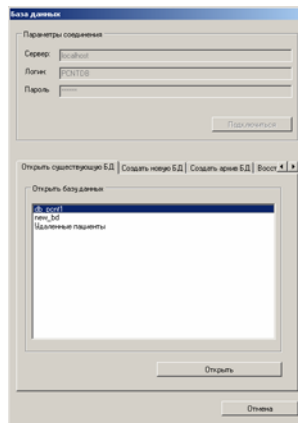 База данных
Параметры соединения
Сервер: localhost
Логин: PCNTDB
Пароль
Подключиться
Открыть существующую БД Создать новую БД Создать архив БД Восст
Открыть базу данных
db_pcnt1
new_bd
Удаленные пациенты
Открыть
Отмена